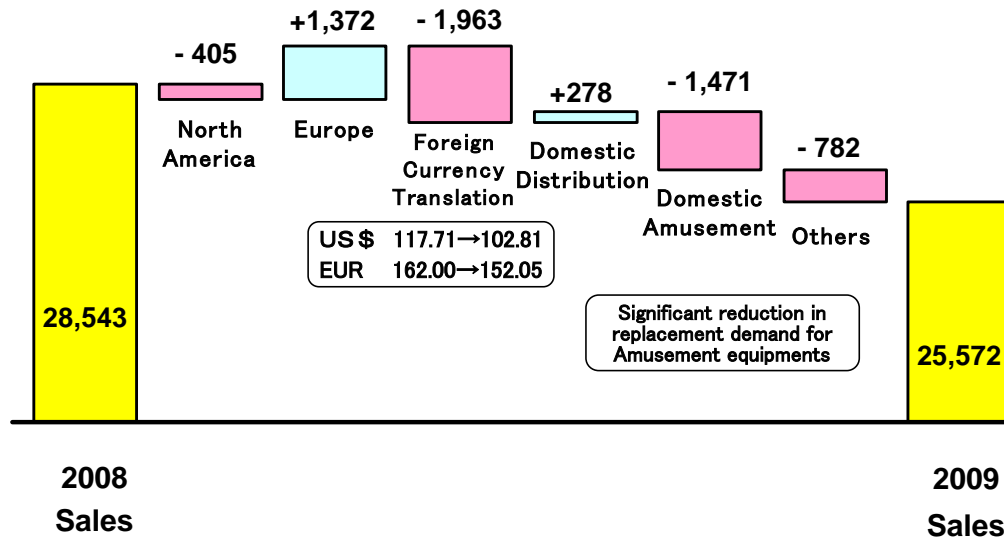 - 405
North
America
+1,372
Europe
- 1,963
Foreign
Currency
Translation
+278
Domestic
Distribution
- 1,471
Domestic
Amusement
- 782
Others
US＄ 117.71→102.81
EUR 162.00→152.05
Significant reduction in
replacement demand for
Amusement equipments
28,543
25,572
2008
Sales
2009
Sales